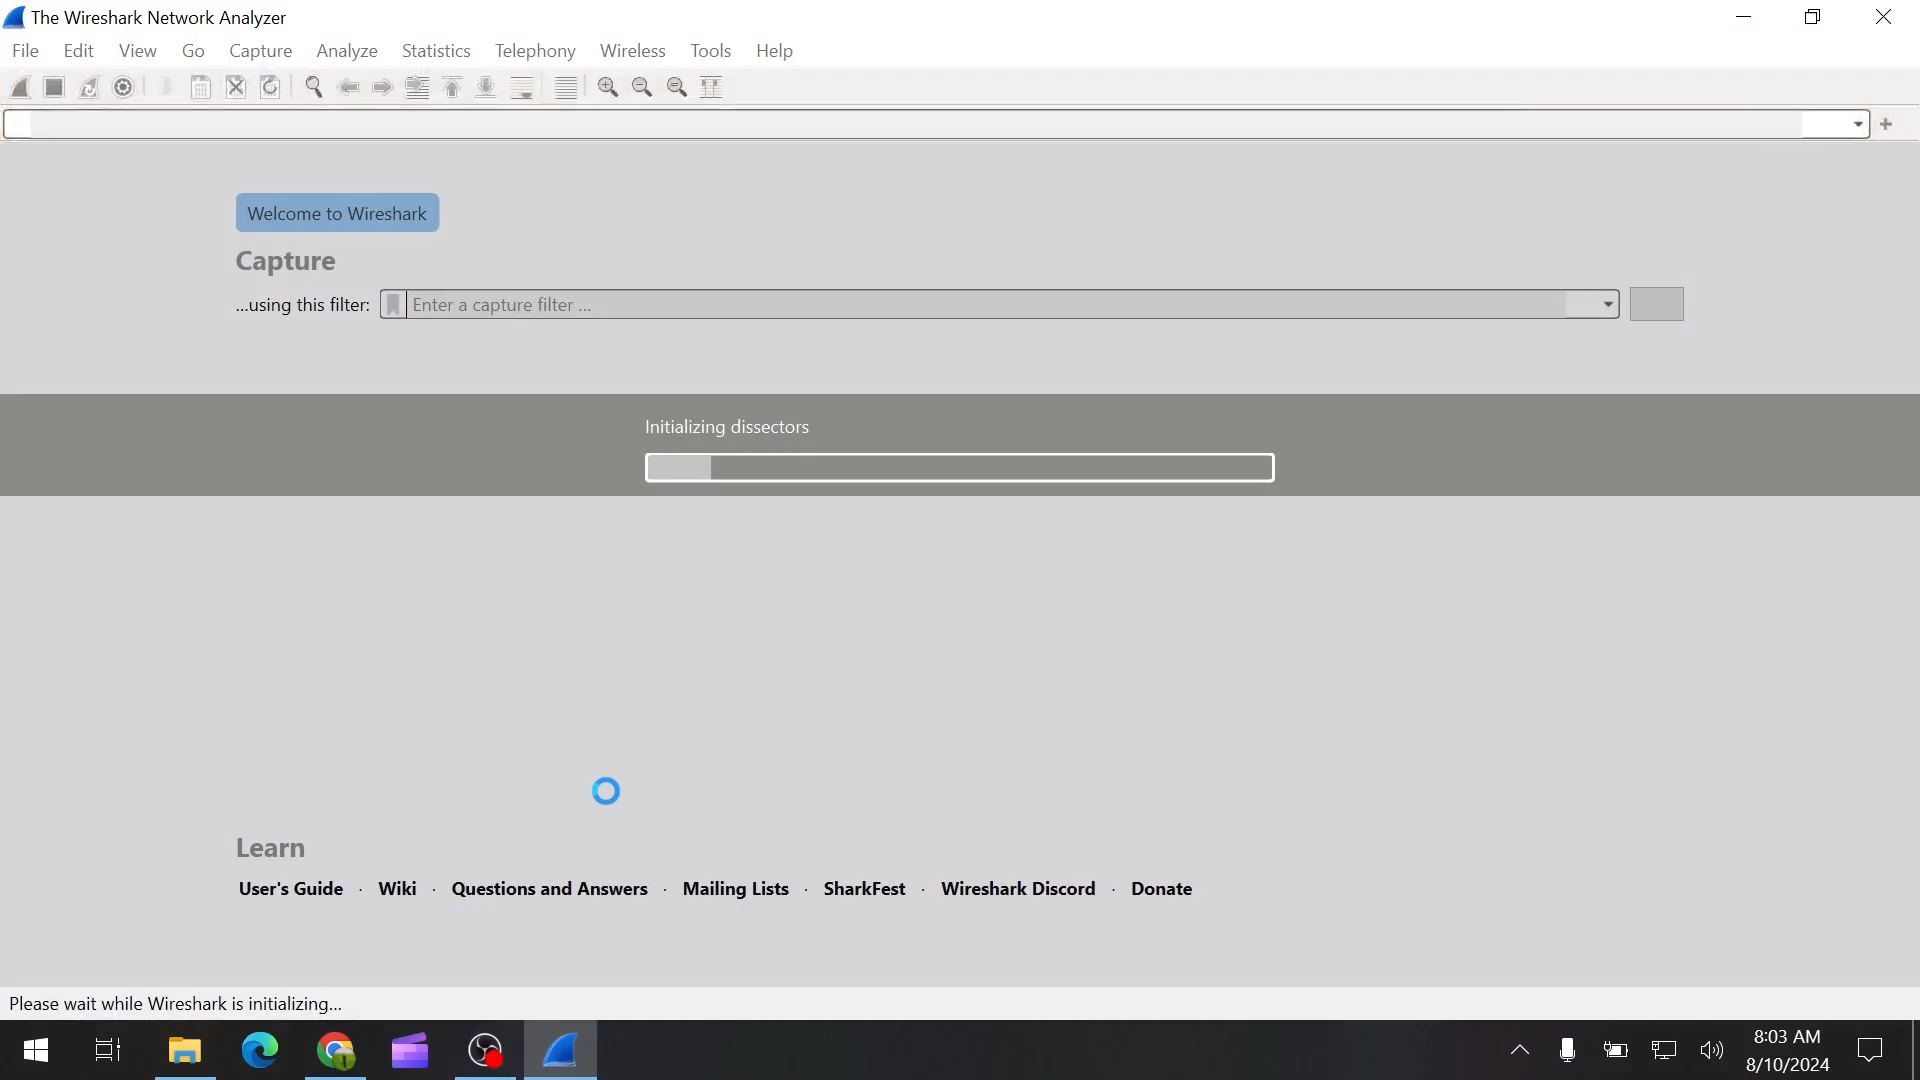 The Wireshark Network Analyzer
File Edit View Go Capture Analyze Statistics Telephony Wireless Tools Help
Welcome to Wireshark
Capture
...using this filter: Enter a capture filter ...
Initializing dissectors
Learn
User's Guide · Wiki · Questions and Answers · Mailing Lists · SharkFest · Wireshark Discord · Donate
Please wait while Wireshark is initializing...
8:03 AM
8/10/2024